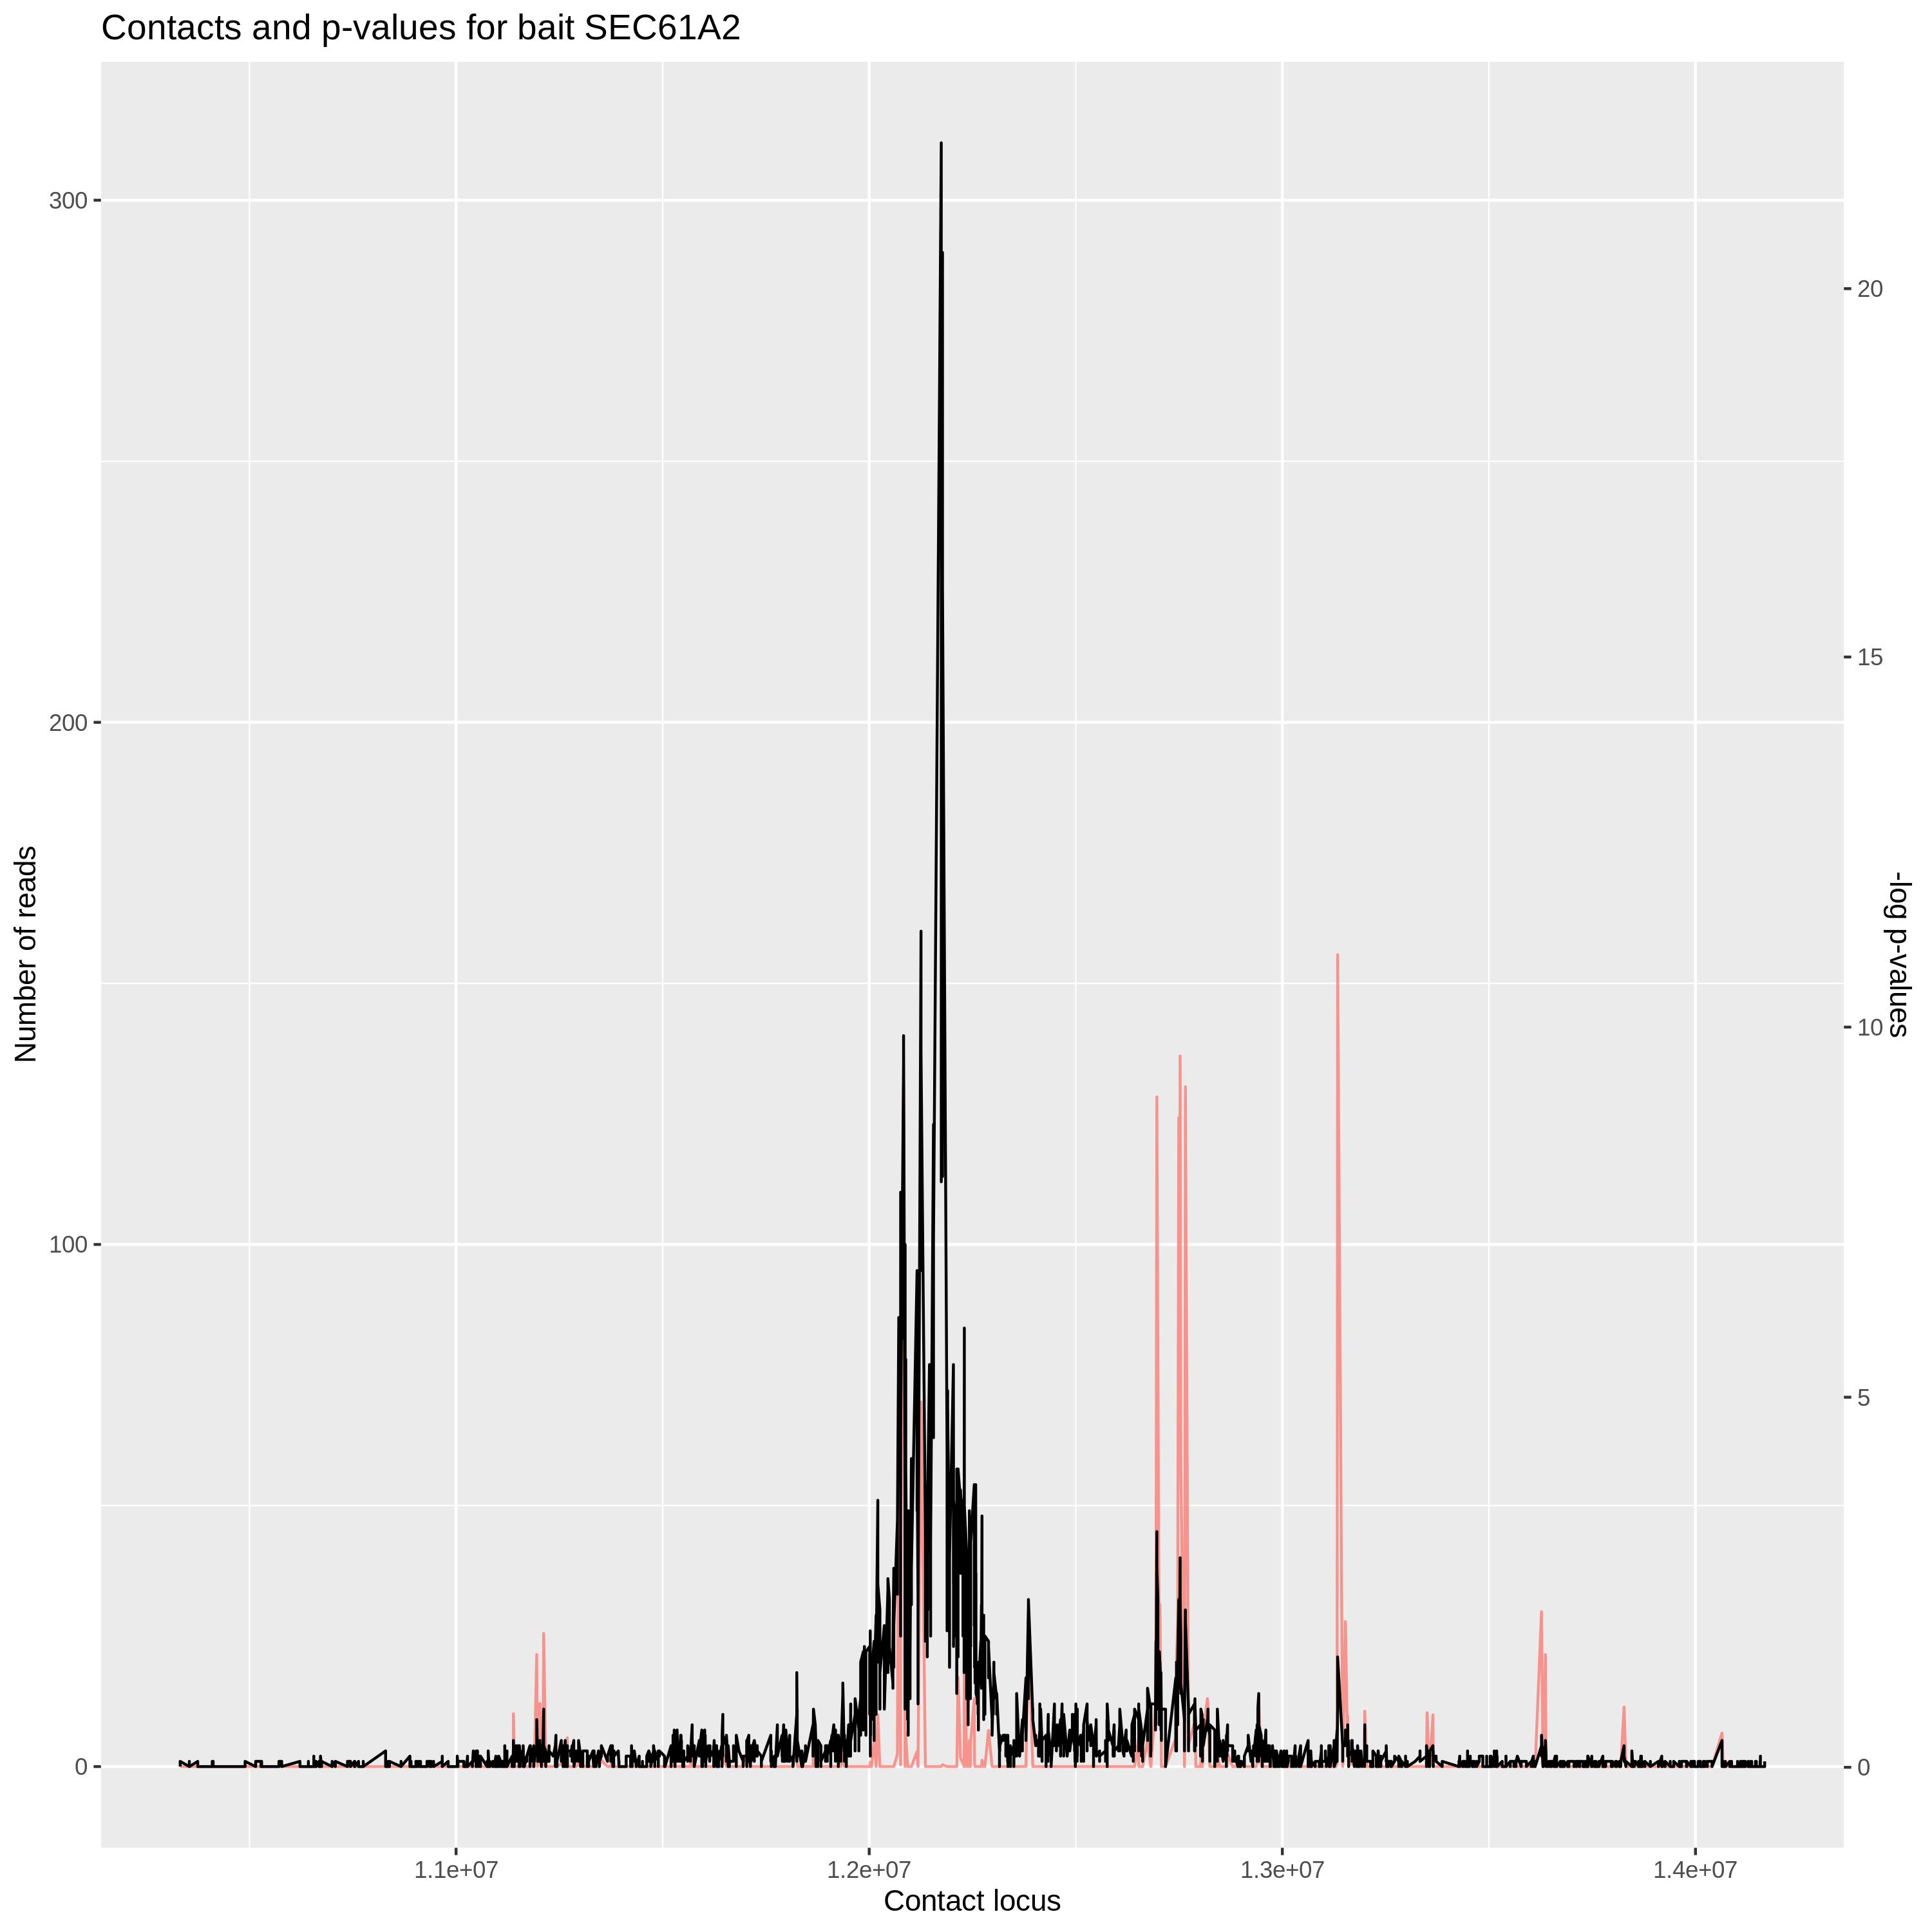 Contacts and p-values for bait SEC61A2
300
200
100
0
Number of reads
20
15
10
5
0
-log p-values
1.1e+07 1.2e+07 1.3e+07 1.4e+07
Contact locus